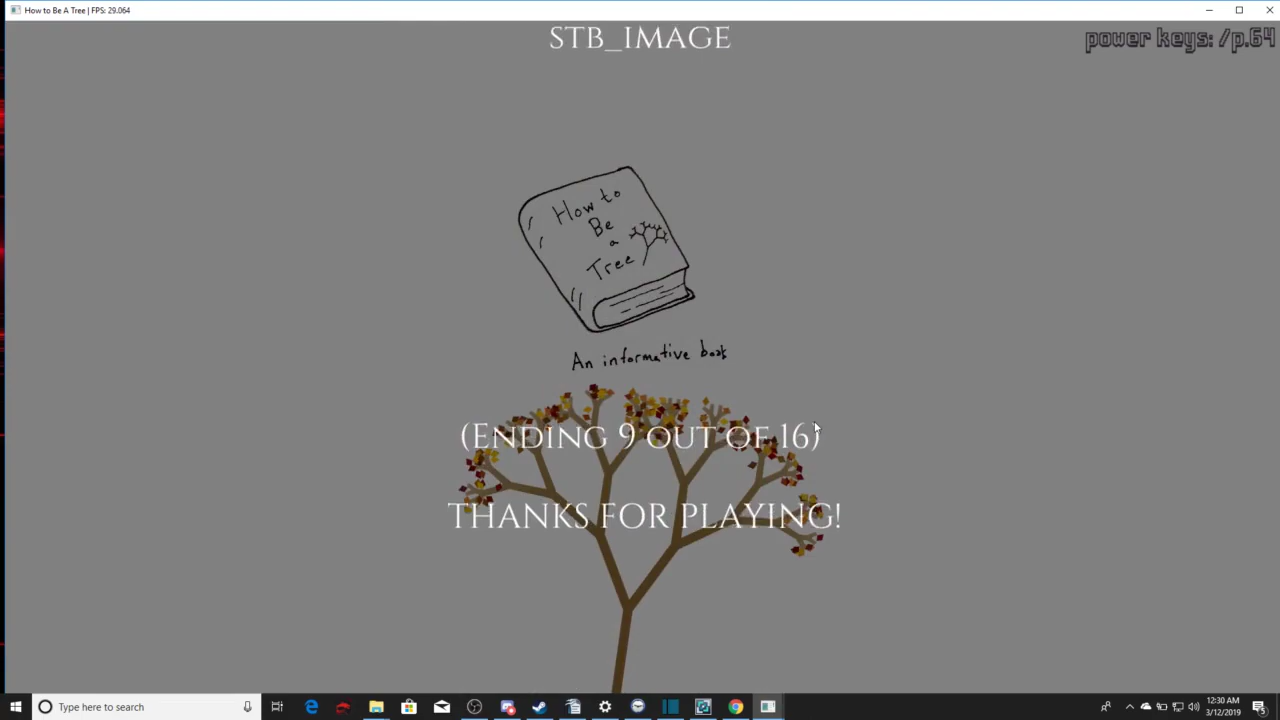 How to Be A Tree | FPS: 29.064
STB_IMAGE
power keys: /p.64
How to
Be
a
Tree
An informative book
(Ending 9 out of 16)
THANKS FOR PLAYING!
Type here to search
12:30 AM
3/12/2019
5